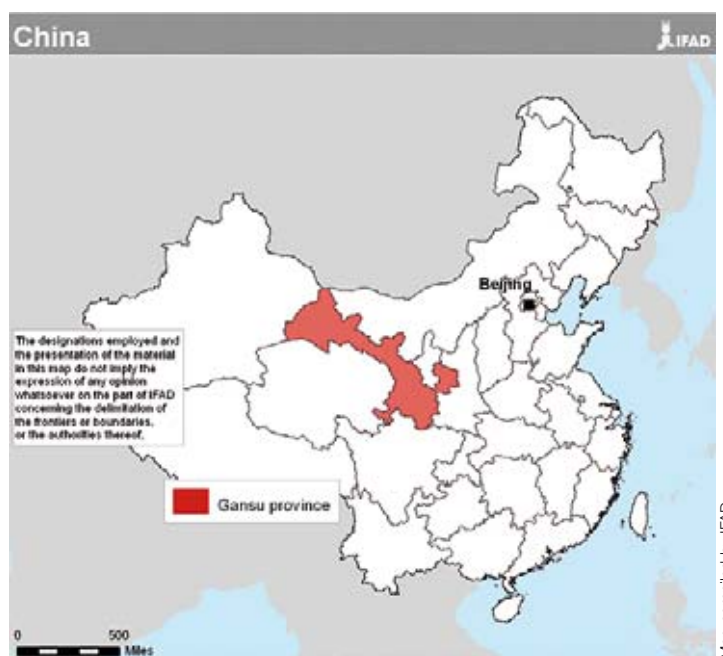 China
IFAD
Beijing
The designations employed and
the presentation of the material
in this map do not imply the
expression of any opinion
whatsoever on the part of IFAD
concerning the delimitation of
the frontiers or boundaries,
or the authorities thereof.
Gansu province
0 500
Miles
IFAD